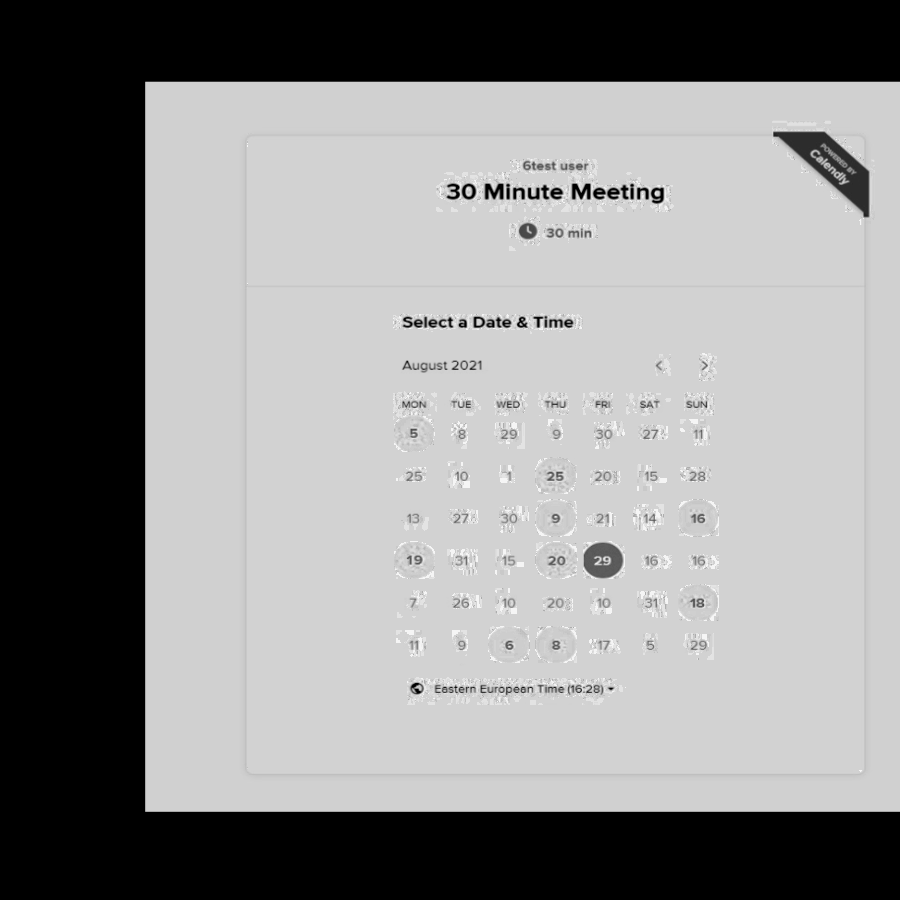 POWERED BY
Calendly
6test user
30 Minute Meeting
30 min
Select a Date & Time
August 2021
MON TUE WED THU FRI SAT SUN
5 8 29 9 30 27 11
25 10 1 25 20 15 28
13 27 30 9 21 14 16
19 31 15 20 29 16 16
7 26 10 20 10 31 18
11 9 6 8 17 5 29
Eastern European Time (16:28)